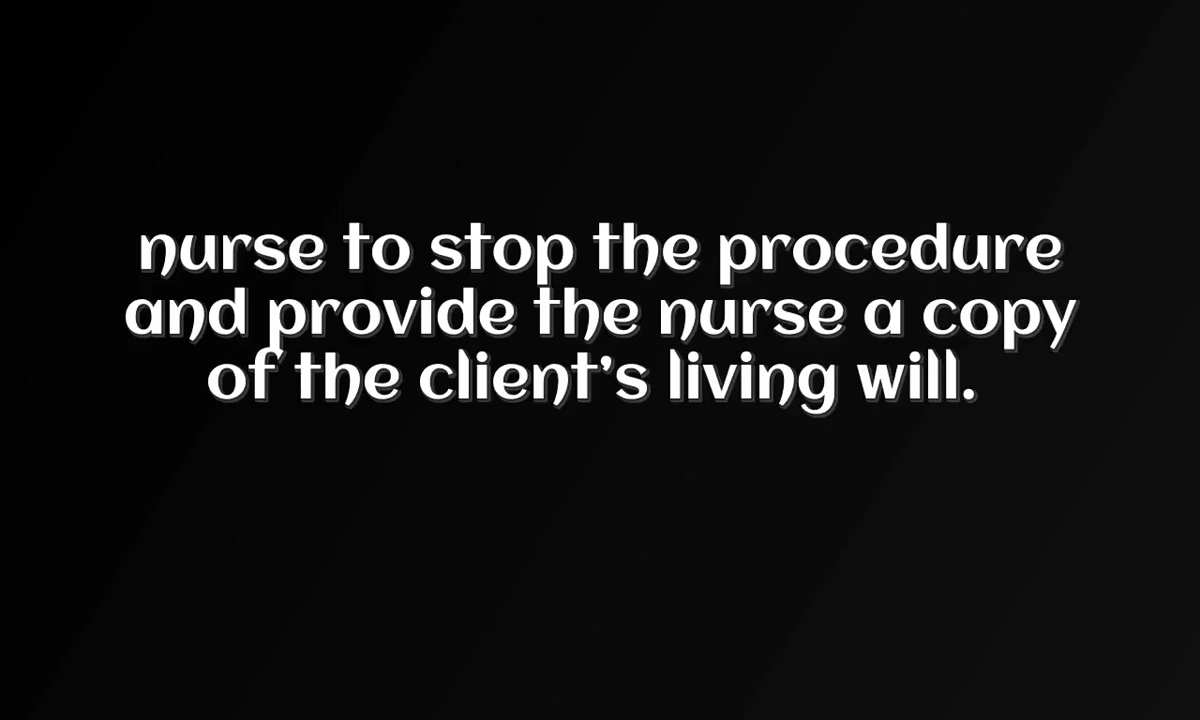 nurse to stop the procedure
and provide the nurse a copy
of the client's living will.